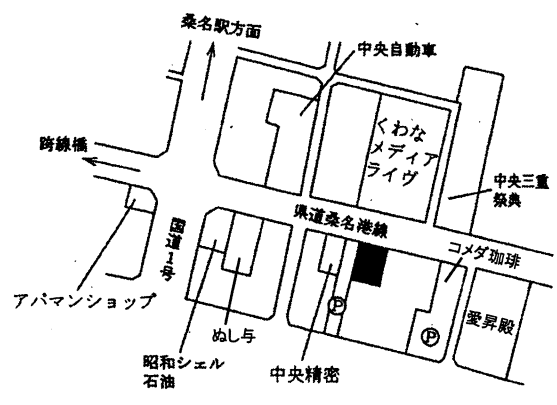 桑名駅方面
中央自動車
くわな
メディア
ライヴ
跨線橋
中央三重
祭典
県道桑名港線
国道1号
コメダ珈琲
アパマンショップ
ぬし与
愛昇殿
昭和シェル
石油
中央精密
P
P